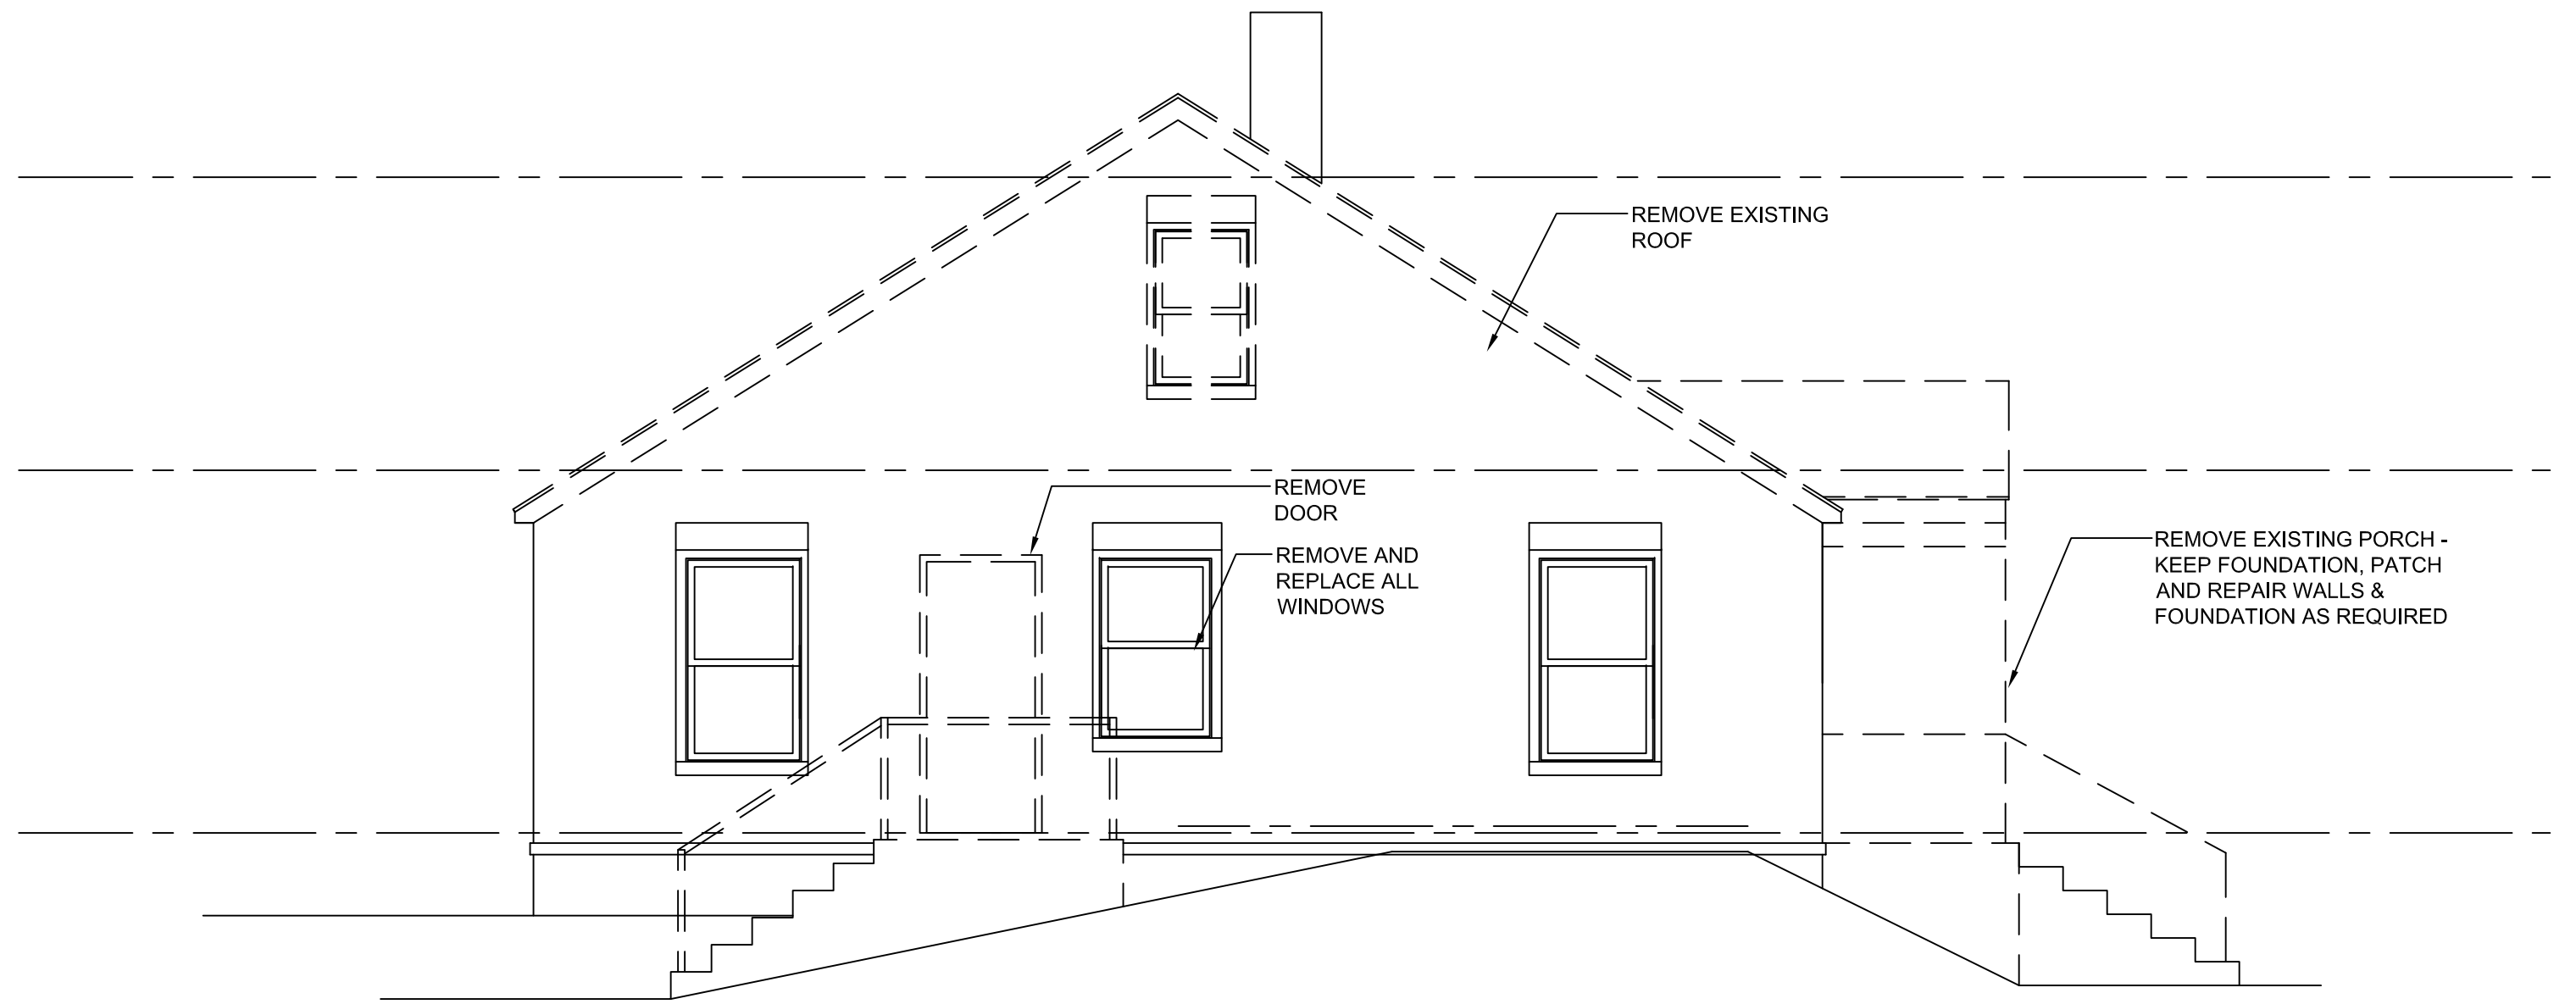 REMOVE EXISTING
ROOF
REMOVE
DOOR
REMOVE AND
REPLACE ALL
WINDOWS
REMOVE EXISTING PORCH -
KEEP FOUNDATION, PATCH
AND REPAIR WALLS &
FOUNDATION AS REQUIRED